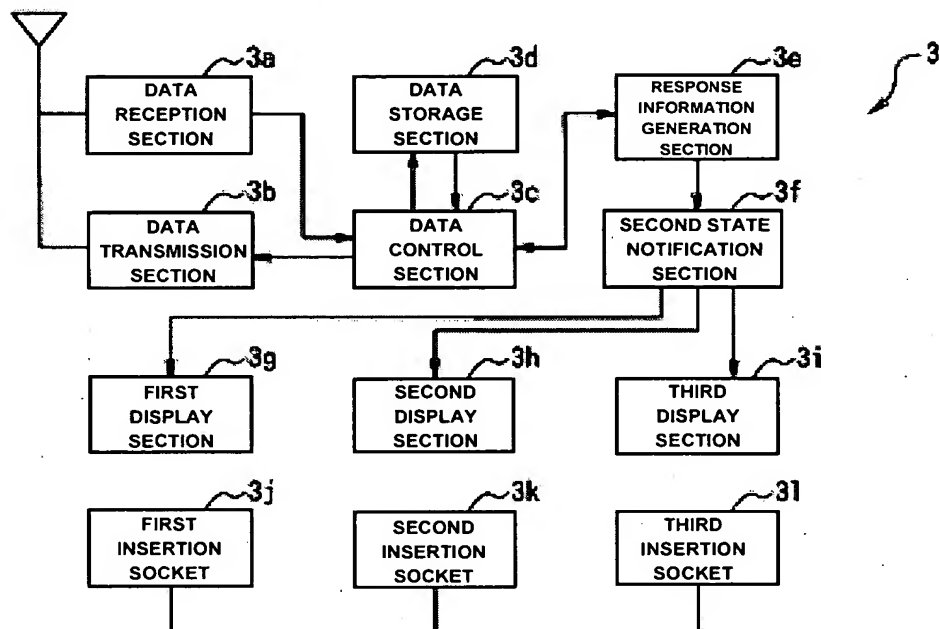 3a
3d
3e
3
DATA
RECEPTION
SECTION
DATA
STORAGE
SECTION
RESPONSE
INFORMATION
GENERATION
SECTION
3b
3c
3f
DATA
TRANSMISSION
SECTION
DATA
CONTROL
SECTION
SECOND STATE
NOTIFICATION
SECTION
3g
3h
3i
FIRST
DISPLAY
SECTION
SECOND
DISPLAY
SECTION
THIRD
DISPLAY
SECTION
3j
3k
3l
FIRST
INSERTION
SOCKET
SECOND
INSERTION
SOCKET
THIRD
INSERTION
SOCKET